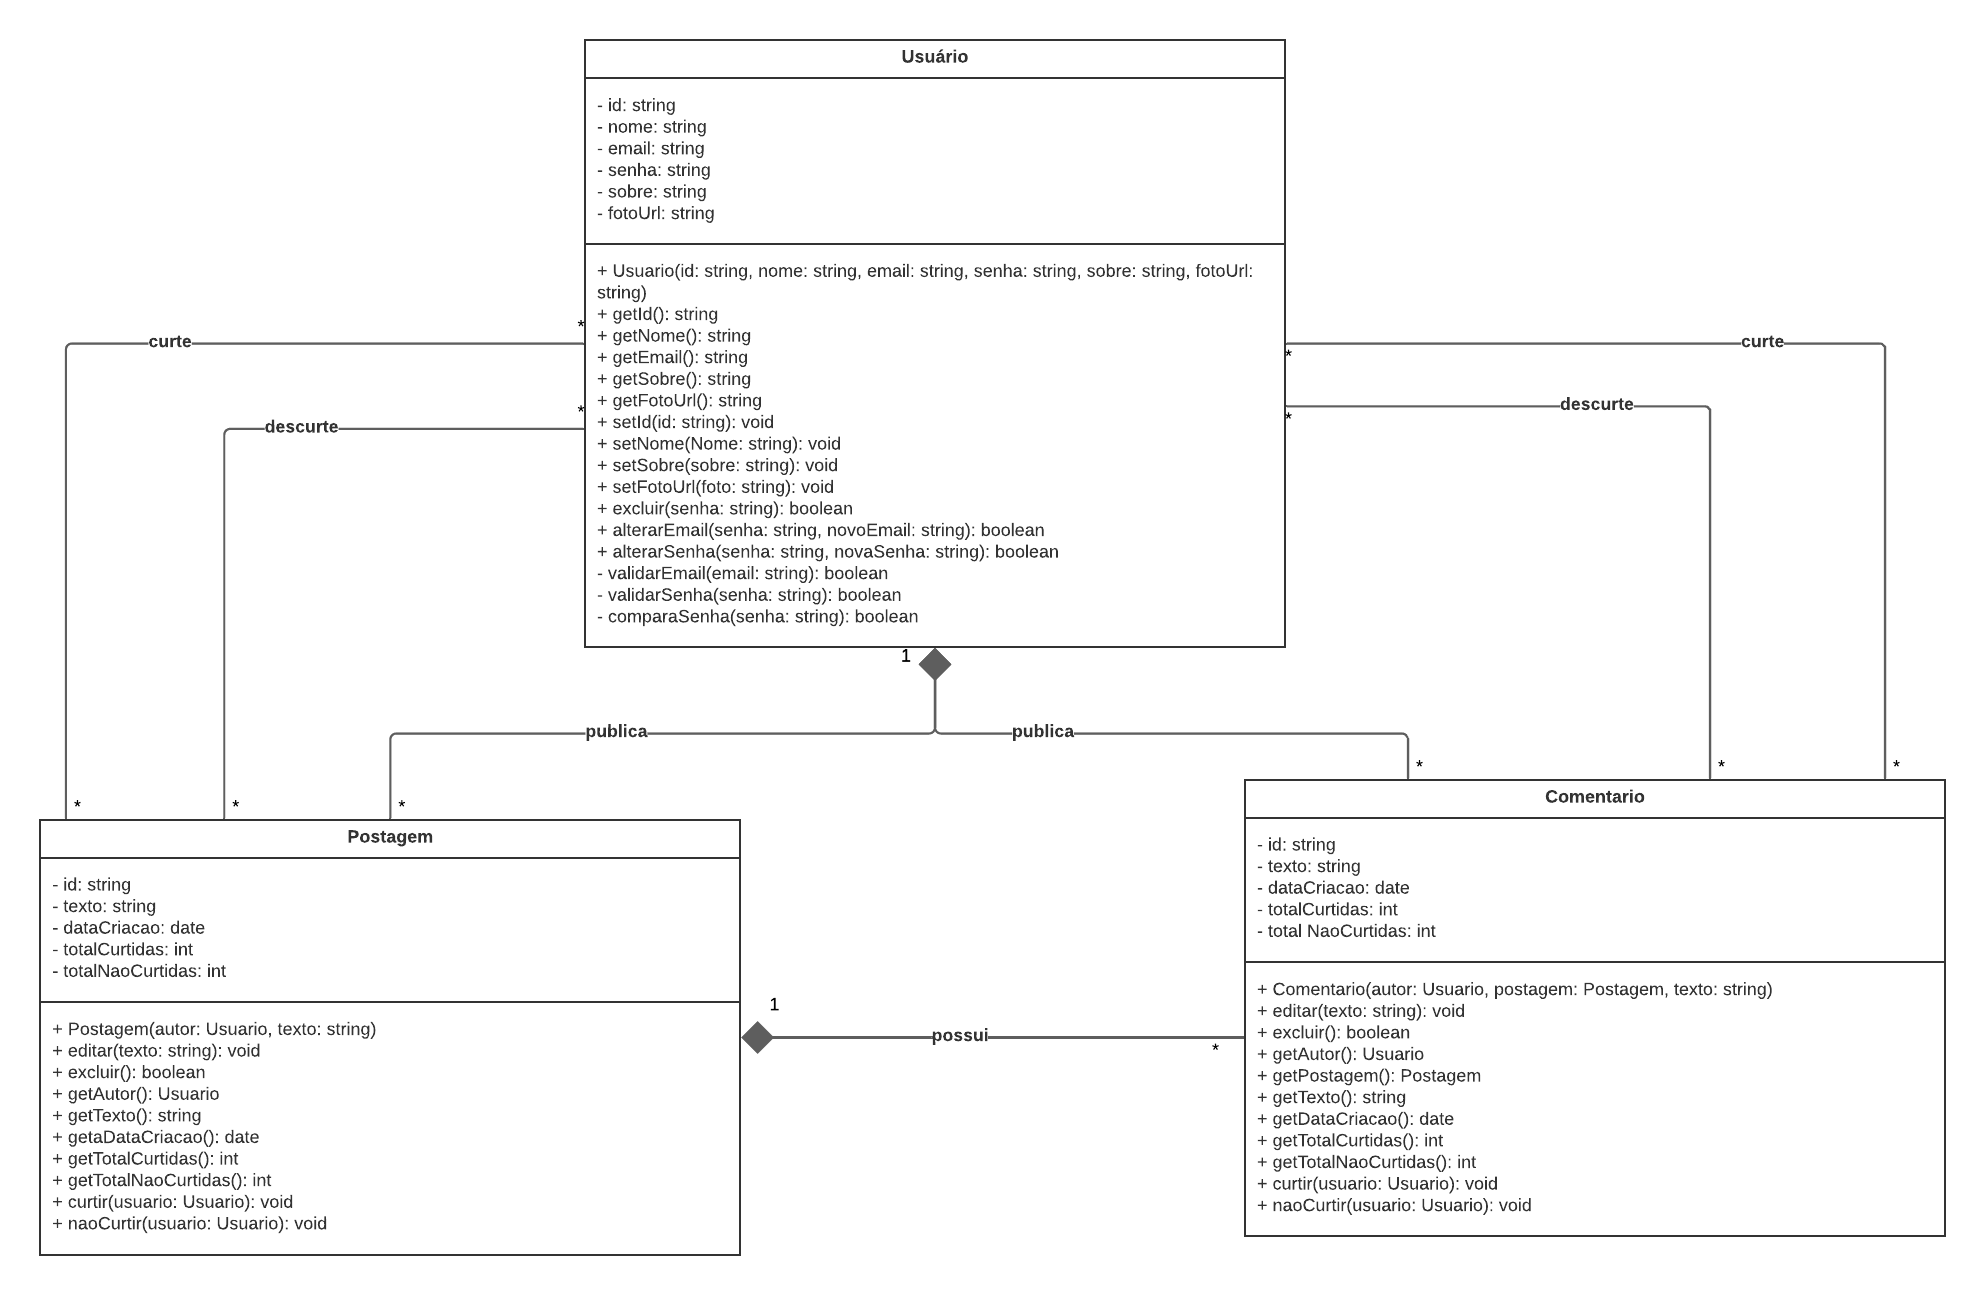 Usuário
- id: string
- nome: string
- email: string
- senha: string
- sobre: string
- fotoUrl: string
+ Usuario(id: string, nome: string, email: string, senha: string, sobre: string, fotoUrl:
string)
+ getId(): string
+ getNome(): string
+ getEmail(): string
+ getSobre(): string
+ getFotoUrl(): string
+ setId(id: string): void
+ setNome(Nome: string): void
+ setSobre(sobre: string): void
+ setFotoUrl(foto: string): void
+ excluir(senha: string): boolean
+ alterarEmail(senha: string, novoEmail: string): boolean
+ alterarSenha(senha: string, novaSenha: string): boolean
- validarEmail(email: string): boolean
- validarSenha(senha: string): boolean
- comparaSenha(senha: string): boolean
*
curte
*
descurte
*
curte
*
descurte
1
publica
publica
*
*
*
*
*
*
Postagem
- id: string
- texto: string
- dataCriacao: date
- totalCurtidas: int
- totalNaoCurtidas: int
+ Postagem(autor: Usuario, texto: string)
+ editar(texto: string): void
+ excluir(): boolean
+ getAutor(): Usuario
+ getTexto(): string
+ getaDataCriacao(): date
+ getTotalCurtidas(): int
+ getTotalNaoCurtidas(): int
+ curtir(usuario: Usuario): void
+ naoCurtir(usuario: Usuario): void
1
possui
*
Comentario
- id: string
- texto: string
- dataCriacao: date
- totalCurtidas: int
- total NaoCurtidas: int
+ Comentario(autor: Usuario, postagem: Postagem, texto: string)
+ editar(texto: string): void
+ excluir(): boolean
+ getAutor(): Usuario
+ getPostagem(): Postagem
+ getTexto(): string
+ getDataCriacao(): date
+ getTotalCurtidas(): int
+ getTotalNaoCurtidas(): int
+ curtir(usuario: Usuario): void
+ naoCurtir(usuario: Usuario): void